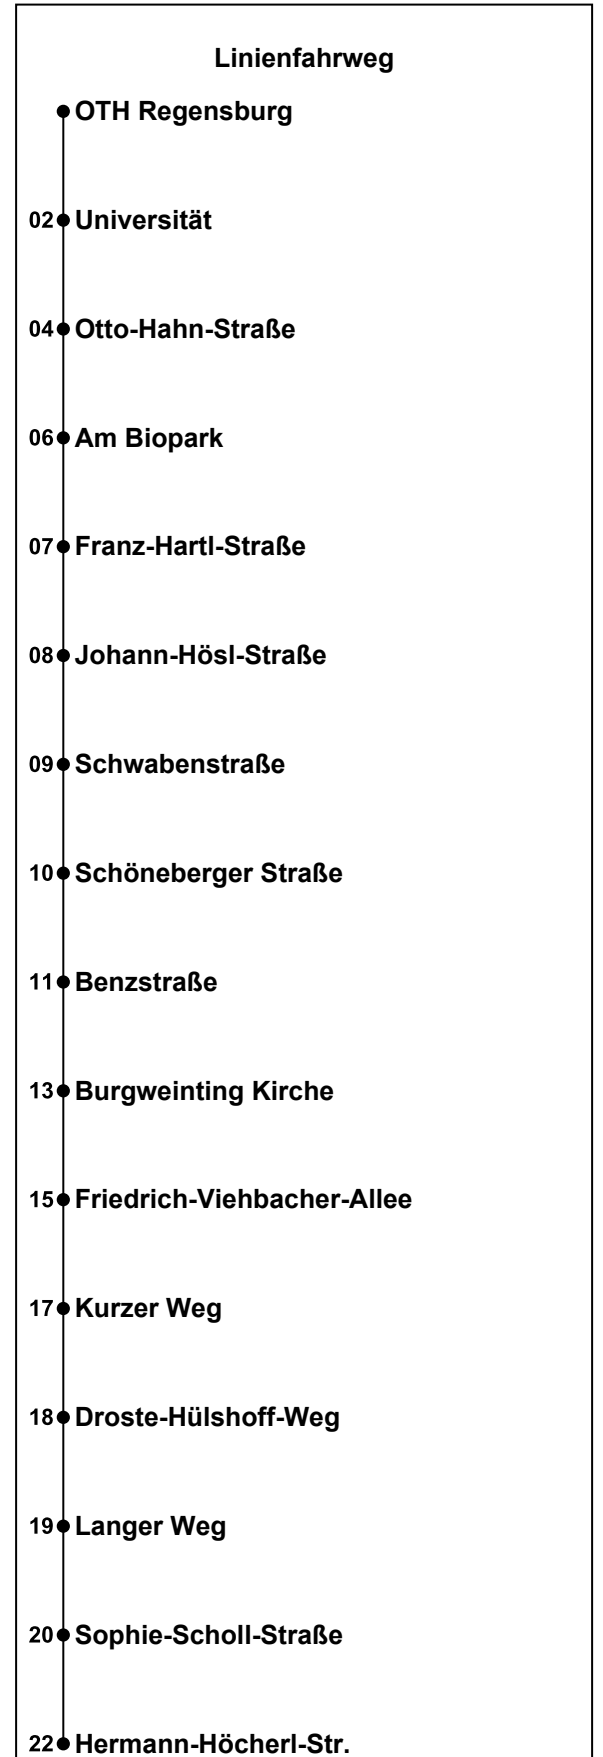 Linienfahrweg
OTH Regensburg
02 Universität
04 Otto-Hahn-Straße
06 Am Biopark
07 Franz-Hartl-Straße
08 Johann-Hösl-Straße
09 Schwabenstraße
10 Schöneberger Straße
11 Benzstraße
13 Burgweinting Kirche
15 Friedrich-Viehbacher-Allee
17 Kurzer Weg
18 Droste-Hülshoff-Weg
19 Langer Weg
20 Sophie-Scholl-Straße
22 Hermann-Höcherl-Str.